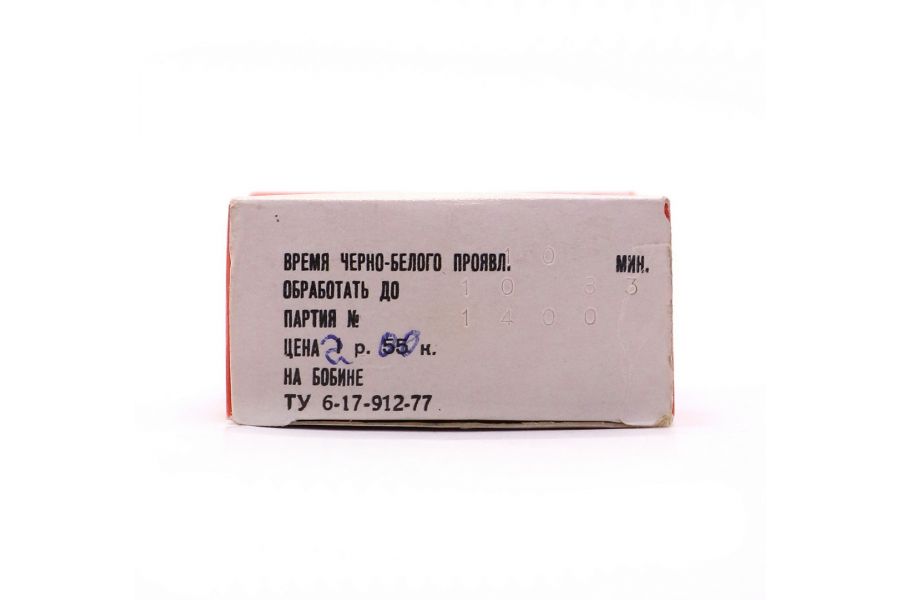 ВРЕМЯ ЧЕРНО-БЕЛОГО ПРОЯВЛ. 10 МИН.
ОБРАБОТАТЬ ДО 10 83
ПАРТИЯ № 1400
ЦЕНА 2 р. 00 к.
НА БОБИНЕ
ТУ 6-17-912-77